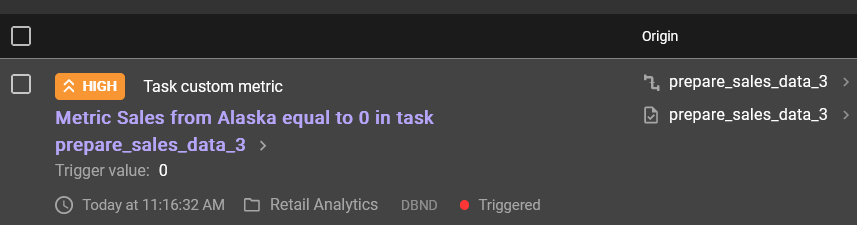 Origin
HIGH Task custom metric
Metric Sales from Alaska equal to 0 in task
prepare_sales_data_3
Trigger value: 0
Today at 11:16:32 AM Retail Analytics DBND Triggered
prepare_sales_data_3
prepare_sales_data_3